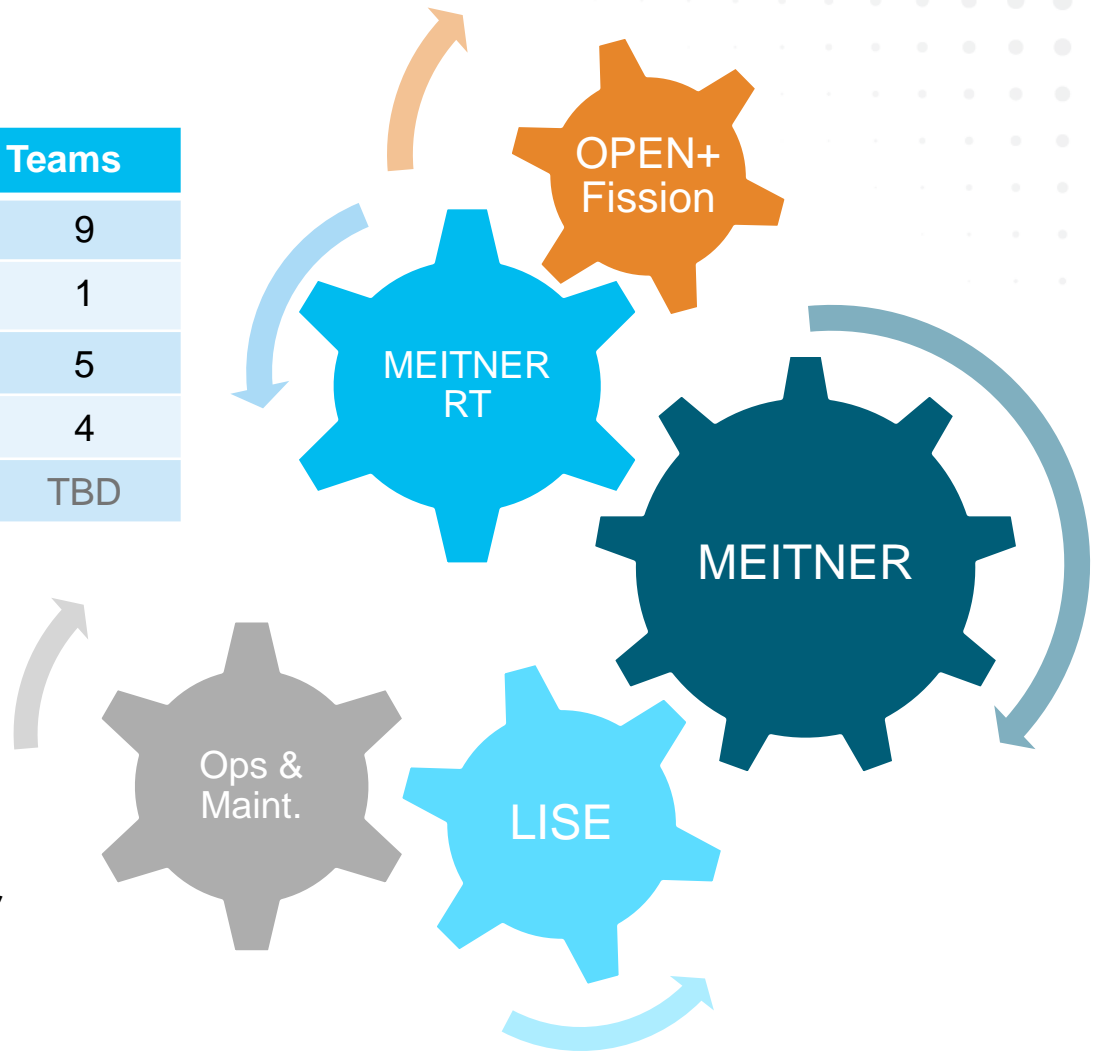 Teams
9
1
5
4
TBD
OPEN+
Fission
MEITNER
RT
MEITNER
Ops &
Maint.
LISE